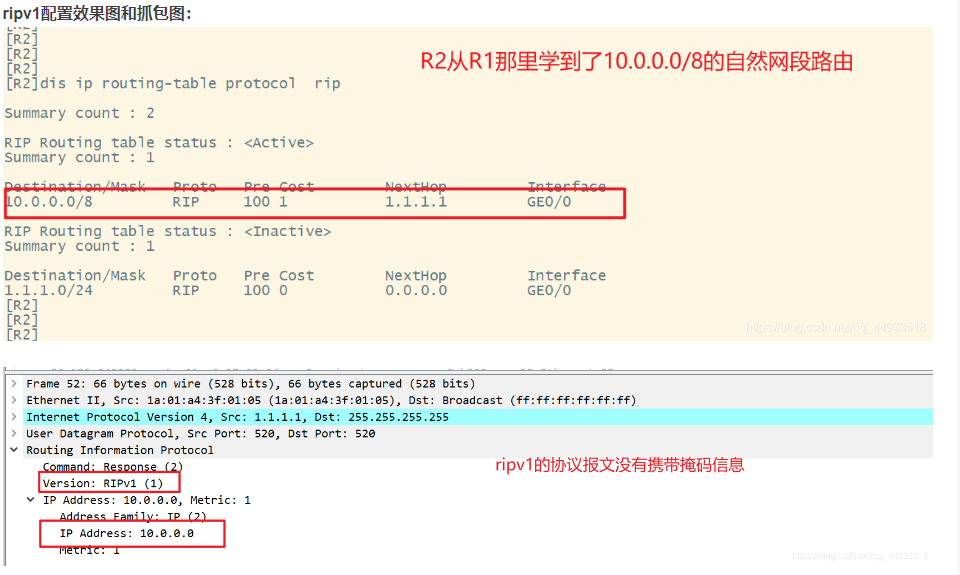 ripv1配置效果图和抓包图：
[R2]
[R2]
[R2]
[R2]
R2从R1那里学到了10.0.0.0/8的自然网段路由
[R2]dis ip routing-table protocol  rip
Summary count : 2
RIP Routing table status : <Active>
Summary count : 1
Destination/Mask   Proto   Pre Cost        NextHop         Interface
10.0.0.0/8         RIP     100 1           1.1.1.1         GE0/0
RIP Routing table status : <Inactive>
Summary count : 1
Destination/Mask   Proto   Pre Cost        NextHop         Interface
1.1.1.0/24         RIP     100 0           0.0.0.0         GE0/0
[R2]
[R2]
[R2]
https://blog.csdn.net/qq_44933518
Frame 52: 66 bytes on wire (528 bits), 66 bytes captured (528 bits)
Ethernet II, Src: 1a:01:a4:3f:01:05 (1a:01:a4:3f:01:05), Dst: Broadcast (ff:ff:ff:ff:ff:ff)
Internet Protocol Version 4, Src: 1.1.1.1, Dst: 255.255.255.255
User Datagram Protocol, Src Port: 520, Dst Port: 520
Routing Information Protocol
Command: Response (2)
ripv1的协议报文没有携带掩码信息
Version: RIPv1 (1)
IP Address: 10.0.0.0, Metric: 1
Address Family: IP (2)
IP Address: 10.0.0.0
Metric: 1
https://blog.csdn.net/qq_44933518